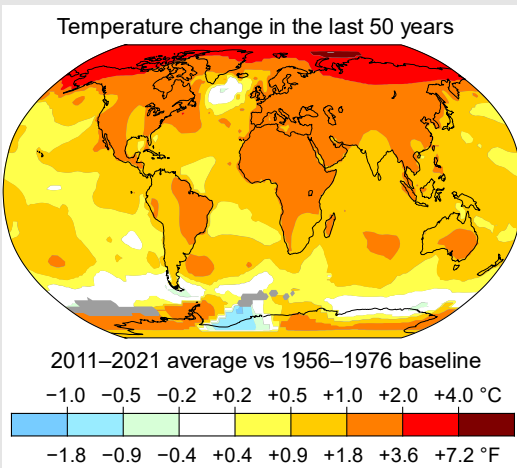 Temperature change in the last 50 years
2011–2021 average vs 1956–1976 baseline
−1.0 −0.5 −0.2 +0.2 +0.5 +1.0 +2.0 +4.0 °C
−1.8 −0.9 −0.4 +0.4 +0.9 +1.8 +3.6 +7.2 °F